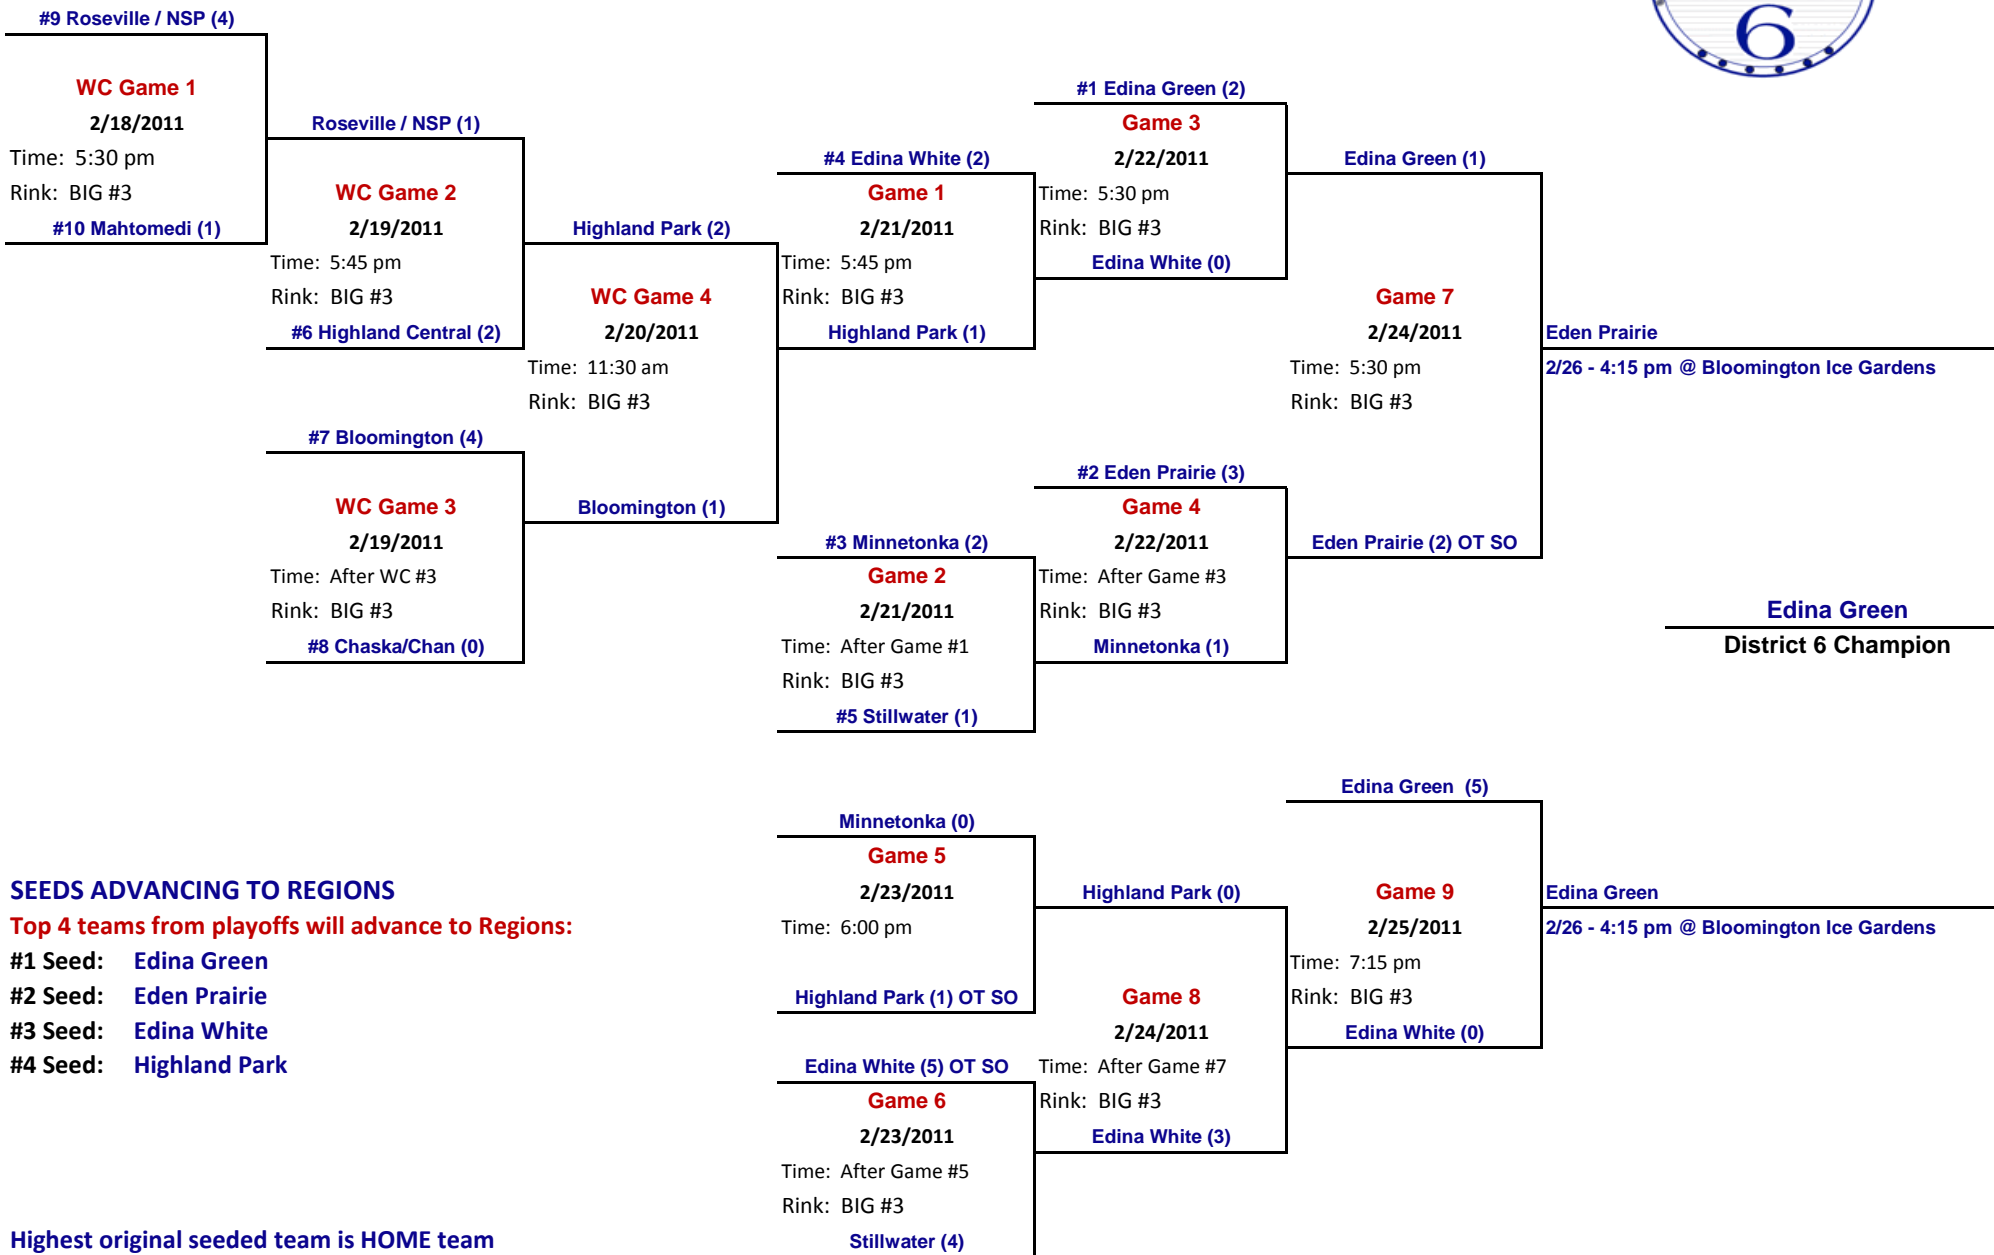 6
#9 Roseville / NSP (4)
WC Game 1
2/18/2011
Time: 5:30 pm
Rink: BIG #3
#10 Mahtomedi (1)
Roseville / NSP (1)
WC Game 2
2/19/2011
Time: 5:45 pm
Rink: BIG #3
#6 Highland Central (2)
#7 Bloomington (4)
WC Game 3
2/19/2011
Time: After WC #3
Rink: BIG #3
#8 Chaska/Chan (0)
Highland Park (2)
WC Game 4
2/20/2011
Time: 11:30 am
Rink: BIG #3
Bloomington (1)
#4 Edina White (2)
Game 1
2/21/2011
Time: 5:45 pm
Rink: BIG #3
Highland Park (1)
#3 Minnetonka (2)
Game 2
2/21/2011
Time: After Game #1
Rink: BIG #3
#5 Stillwater (1)
#1 Edina Green (2)
Game 3
2/22/2011
Time: 5:30 pm
Rink: BIG #3
Edina White (0)
#2 Eden Prairie (3)
Game 4
2/22/2011
Time: After Game #3
Rink: BIG #3
Minnetonka (1)
Edina Green (1)
Game 7
2/24/2011
Time: 5:30 pm
Rink: BIG #3
Eden Prairie (2) OT SO
Eden Prairie
2/26 - 4:15 pm @ Bloomington Ice Gardens
Edina Green
District 6 Champion
Minnetonka (0)
Game 5
2/23/2011
Time: 6:00 pm
Highland Park (1) OT SO
Edina White (5) OT SO
Game 6
2/23/2011
Time: After Game #5
Rink: BIG #3
Stillwater (4)
Highland Park (0)
Game 8
2/24/2011
Time: After Game #7
Rink: BIG #3
Edina White (3)
Edina Green (5)
Game 9
2/25/2011
Time: 7:15 pm
Rink: BIG #3
Edina White (0)
Edina Green
2/26 - 4:15 pm @ Bloomington Ice Gardens
SEEDS ADVANCING TO REGIONS
Top 4 teams from playoffs will advance to Regions:
#1 Seed: Edina Green
#2 Seed: Eden Prairie
#3 Seed: Edina White
#4 Seed: Highland Park
Highest original seeded team is HOME team